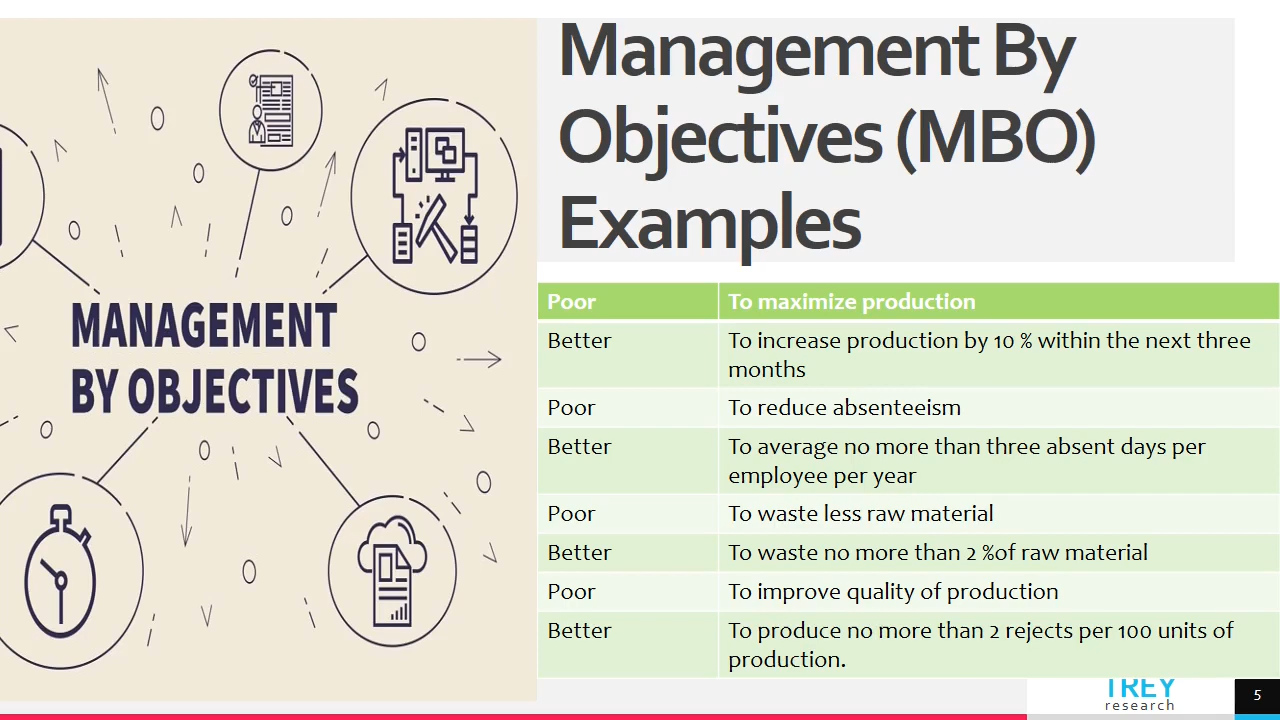 Management By
Objectives (MBO)
Examples
MANAGEMENT
BY OBJECTIVES
Poor To maximize production
Better To increase production by 10 % within the next three
months
Poor To reduce absenteeism
Better To average no more than three absent days per
employee per year
Poor To waste less raw material
Better To waste no more than 2 %of raw material
Poor To improve quality of production
Better To produce no more than 2 rejects per 100 units of
production.
TREY
research
5